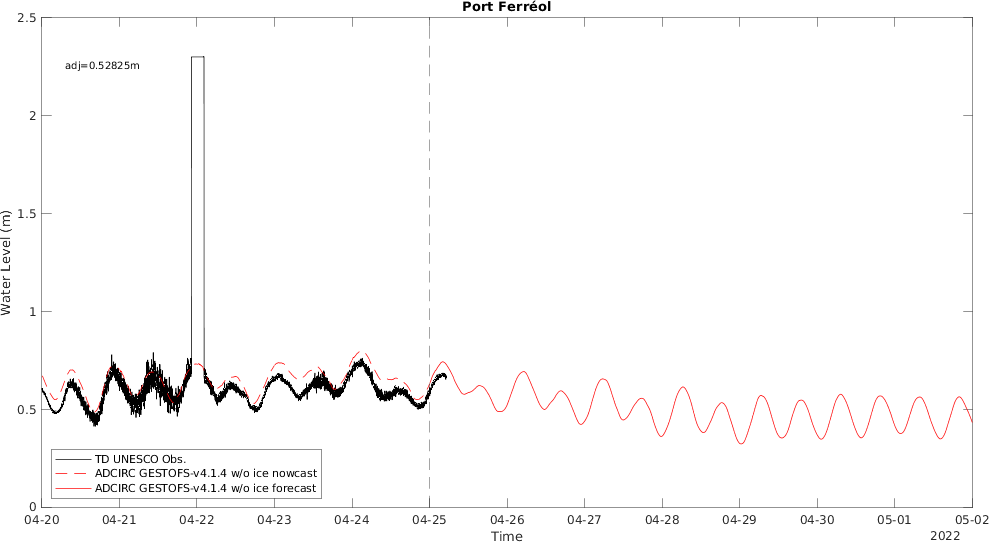 Port Ferréol
2.5
adj=0.52825m
2
1.5
Water Level (m)
1
0.5
TD UNESCO Obs.
ADCIRC GESTOFS-v4.1.4 w/o ice nowcast
ADCIRC GESTOFS-v4.1.4 w/o ice forecast
0
04-20 04-21 04-22 04-23 04-24 04-25 04-26 04-27 04-28 04-29 04-30 05-01 05-02
Time
2022